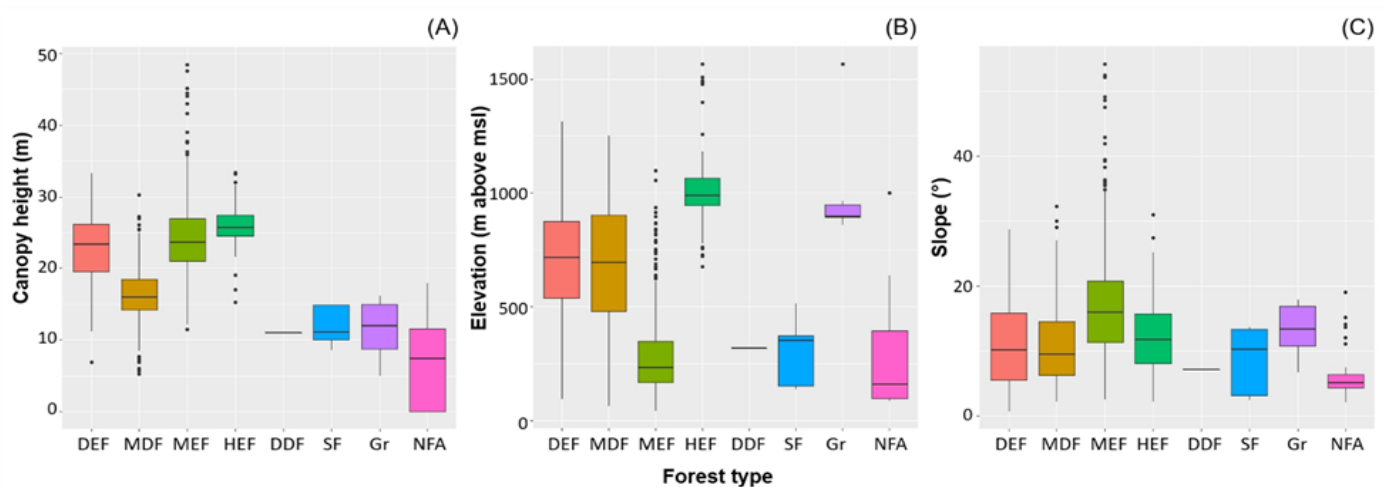 (A)
Canopy height (m)
50
40
30
20
10
0
DEF MDF MEF HEF DDF SF Gr NFA
(B)
Elevation (m above msl)
1500
1000
500
0
DEF MDF MEF HEF DDF SF Gr NFA
(C)
Slope (°)
40
20
0
DEF MDF MEF HEF DDF SF Gr NFA
Forest type